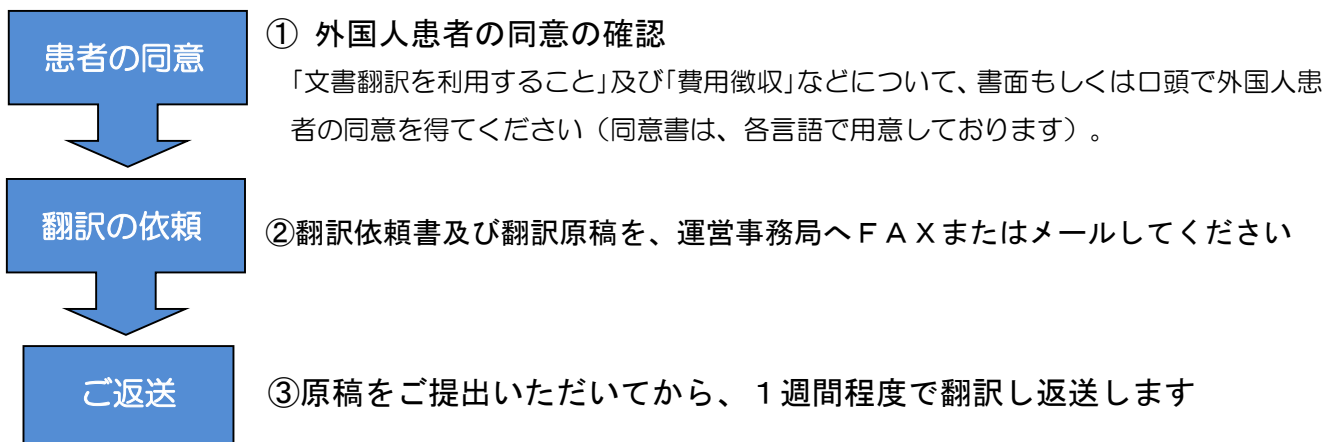 患者の同意
① 外国人患者の同意の確認
「文書翻訳を利用すること」及び「費用徴収」などについて、書面もしくは口頭で外国人患
者の同意を得てください（同意書は、各言語で用意しております）。
翻訳の依頼
②翻訳依頼書及び翻訳原稿を、運営事務局へＦＡＸまたはメールしてください
ご返送
③原稿をご提出いただいてから、１週間程度で翻訳し返送します